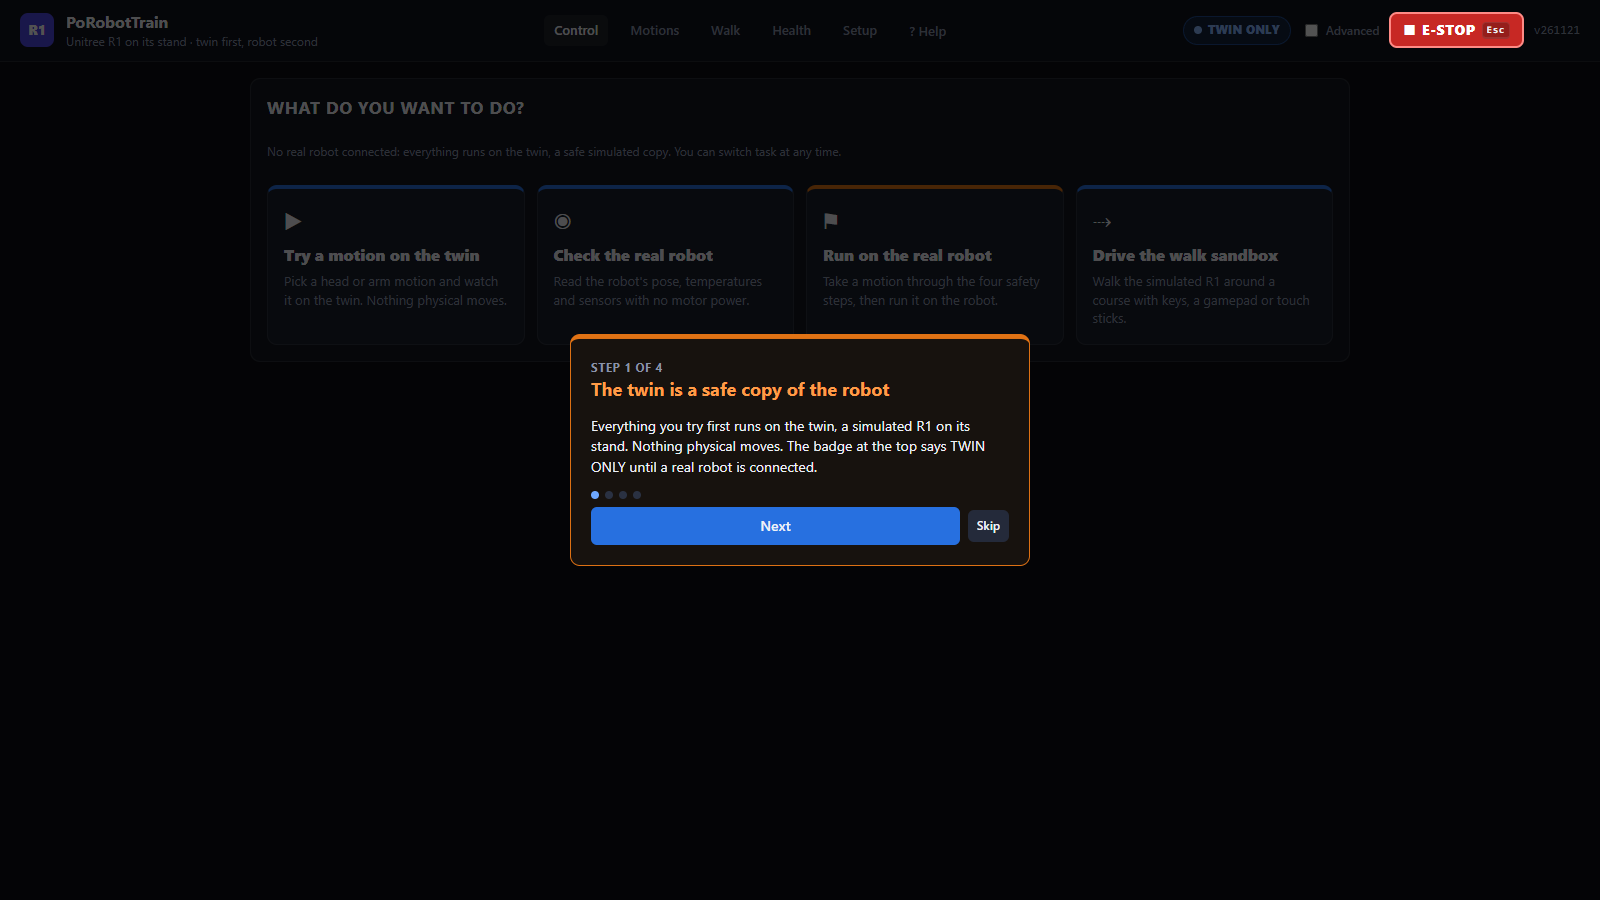 R1
PoRobotTrain
Unitree R1 on its stand · twin first, robot second
Control
Motions
Walk
Health
Setup
? Help
TWIN ONLY
Advanced
E-STOP Esc
v261121
WHAT DO YOU WANT TO DO?
No real robot connected: everything runs on the twin, a safe simulated copy. You can switch task at any time.
Try a motion on the twin
Pick a head or arm motion and watch
it on the twin. Nothing physical moves.
Check the real robot
Read the robot's pose, temperatures
and sensors with no motor power.
Run on the real robot
Take a motion through the four safety
steps, then run it on the robot.
Drive the walk sandbox
Walk the simulated R1 around a
course with keys, a gamepad or touch
sticks.
STEP 1 OF 4
The twin is a safe copy of the robot
Everything you try first runs on the twin, a simulated R1 on its
stand. Nothing physical moves. The badge at the top says TWIN
ONLY until a real robot is connected.
Next
Skip